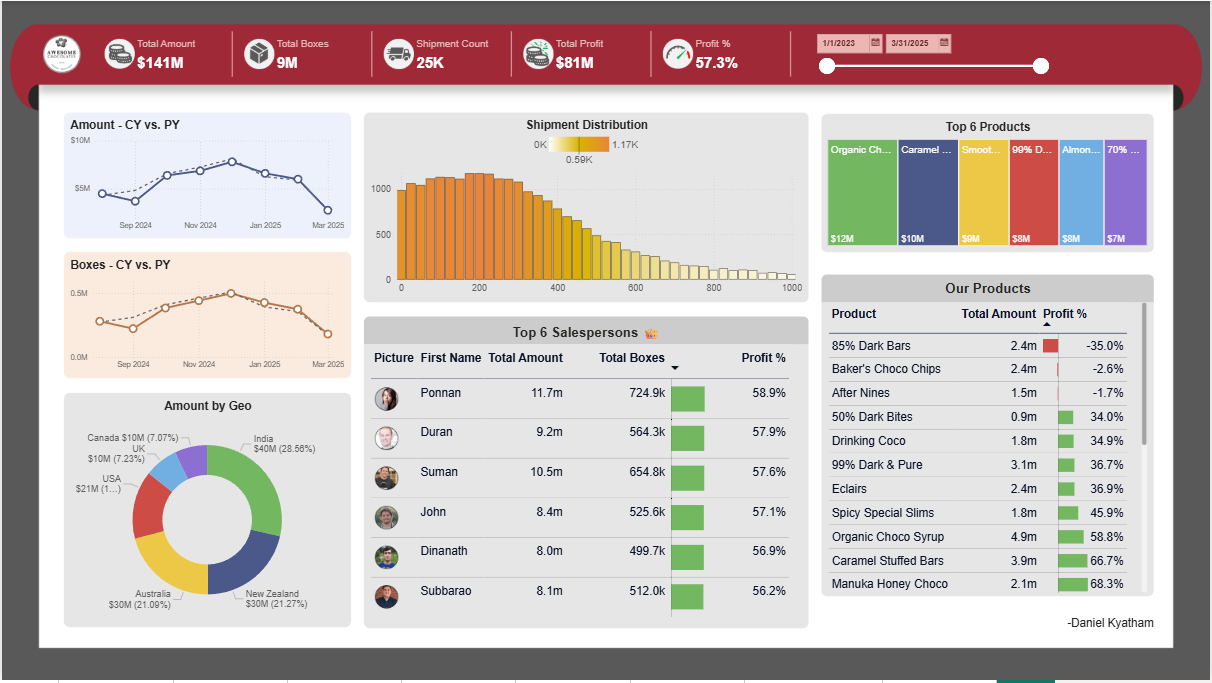 AWESOME
CHOCOLATES
Total Amount
$141M
Total Boxes
9M
Shipment Count
25K
Total Profit
$81M
Profit %
57.3%
1/1/2023
3/31/2025
Amount - CY vs. PY
$10M
$5M
Sep 2024
Nov 2024
Jan 2025
Mar 2025
Boxes - CY vs. PY
0.5M
0.0M
Sep 2024
Nov 2024
Jan 2025
Mar 2025
Amount by Geo
Canada $10M (7.07%)
UK
$10M (7.23%)
USA
$21M (1...)
India
$40M (28.56%)
Australia
$30M (21.09%)
New Zealand
$30M (21.27%)
Shipment Distribution
0K 1.17K
0.59K
1000
500
0
0 200 400 600 800 1000
Top 6 Salespersons
Picture First Name Total Amount Total Boxes Profit %
Ponnan 11.7m 724.9k 58.9%
Duran 9.2m 564.3k 57.9%
Suman 10.5m 654.8k 57.6%
John 8.4m 525.6k 57.1%
Dinanath 8.0m 499.7k 56.9%
Subbarao 8.1m 512.0k 56.2%
Top 6 Products
Organic Ch... Caramel ... Smoot... 99% D... Almon... 70% ...
$12M $10M $9M $8M $8M $7M
Our Products
Product Total Amount Profit %
85% Dark Bars 2.4m -35.0%
Baker's Choco Chips 2.4m -2.6%
After Nines 1.5m -1.7%
50% Dark Bites 0.9m 34.0%
Drinking Coco 1.8m 34.9%
99% Dark & Pure 3.1m 36.7%
Eclairs 2.4m 36.9%
Spicy Special Slims 1.8m 45.9%
Organic Choco Syrup 4.9m 58.8%
Caramel Stuffed Bars 3.9m 66.7%
Manuka Honey Choco 2.1m 68.3%
-Daniel Kyatham